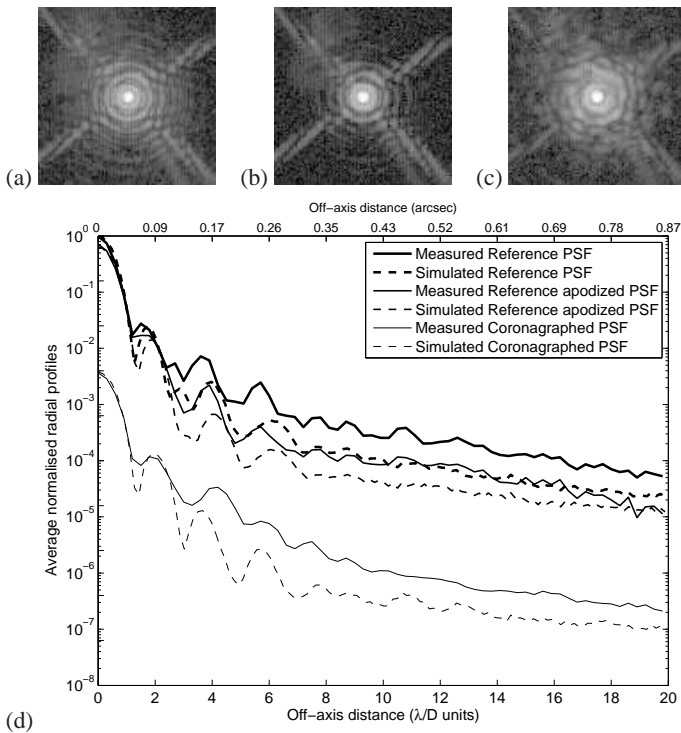 (a)
(b)
(c)
Off−axis distance (arcsec)
0 0.09 0.17 0.26 0.35 0.43 0.52 0.61 0.69 0.78 0.87
10^0
10^−1
10^−2
10^−3
10^−4
10^−5
10^−6
10^−7
10^−8
Average normalised radial profiles
Measured Reference PSF
Simulated Reference PSF
Measured Reference apodized PSF
Simulated Reference apodized PSF
Measured Coronagraphed PSF
Simulated Coronagraphed PSF
0 2 4 6 8 10 12 14 16 18 20
Off−axis distance (λ/D units)
(d)